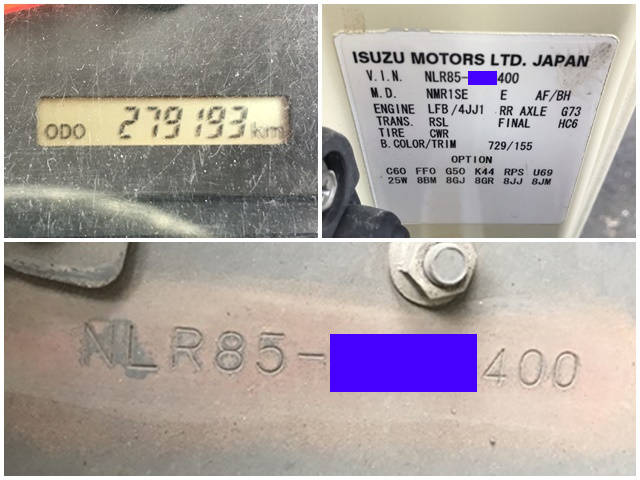 ODO 279193 km
ISUZU MOTORS LTD. JAPAN
V.I.N. NLR85-400
M.D. NMR1SE E AF/BH
ENGINE LFB/4JJ1 RR AXLE G73
TRANS. RSL FINAL HC6
TIRE CWR
B.COLOR/TRIM 729/155
OPTION
C60 FF0 G50 K44 RPS U69
25W 8BM 8GJ 8GR 8JJ 8JM
NLR85-400